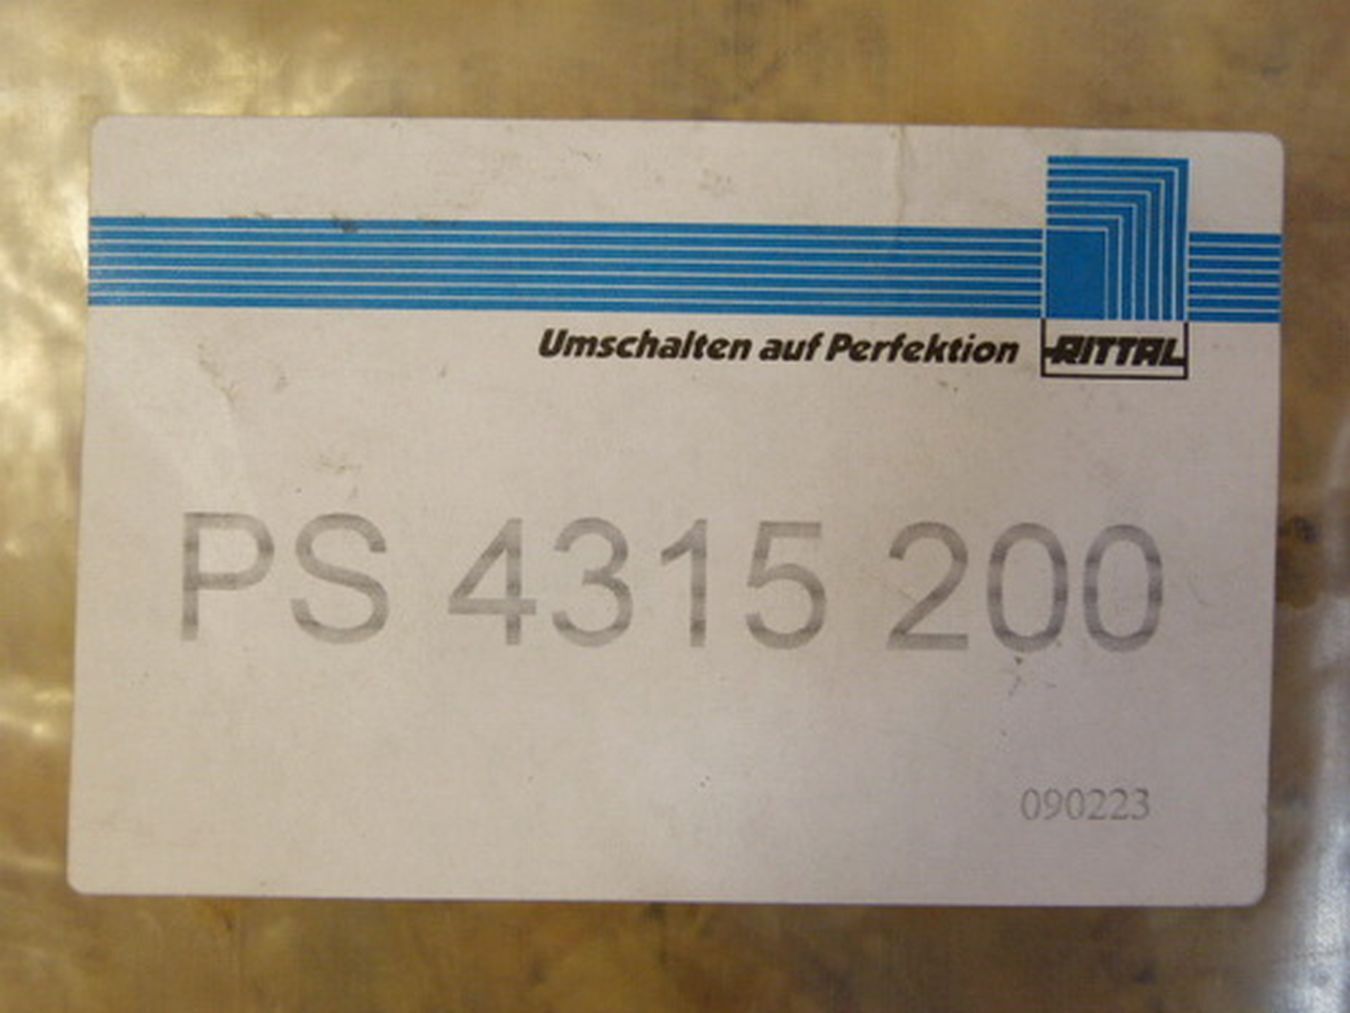 Umschalten auf Perfektion
RITTAL
PS 4315 200
090223